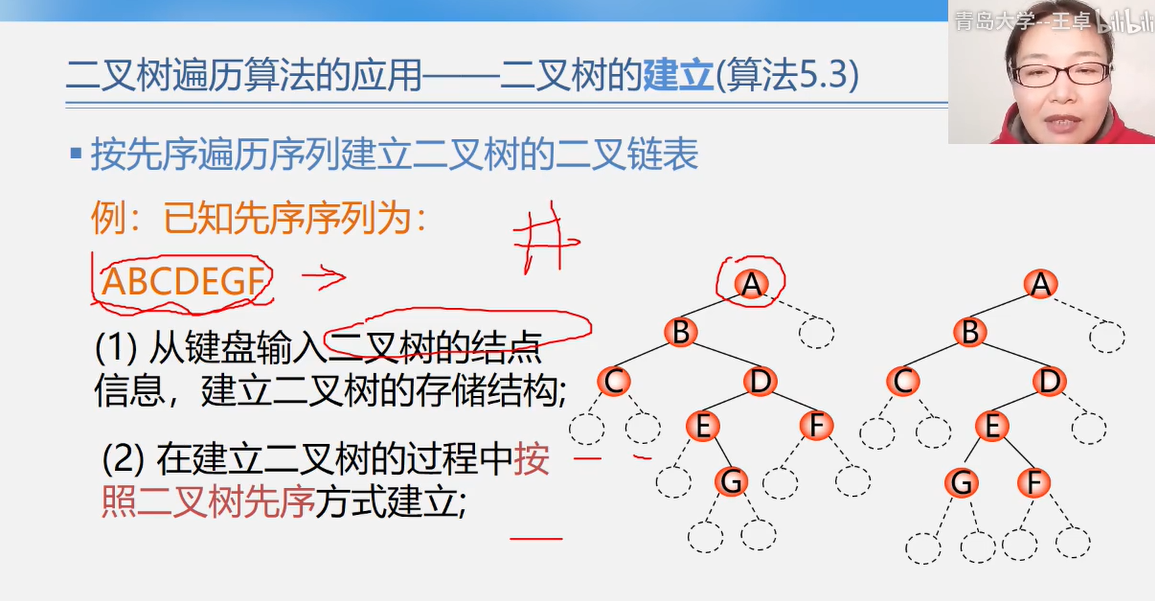 青岛大学--王卓 bilibili
二叉树遍历算法的应用——二叉树的建立(算法5.3)
▪按先序遍历序列建立二叉树的二叉链表
例：已知先序序列为：
#
ABCDEGF
(1) 从键盘输入二叉树的结点
信息，建立二叉树的存储结构;
(2) 在建立二叉树的过程中按
照二叉树先序方式建立;
A
B
C D
E F
G
A
B
C D
E
G F